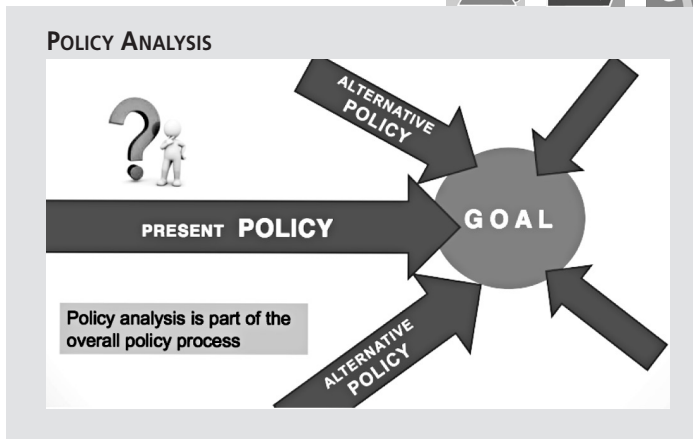 POLICY ANALYSIS
ALTERNATIVE
POLICY
PRESENT POLICY
GOAL
Policy analysis is part of the
overall policy process
ALTERNATIVE
POLICY